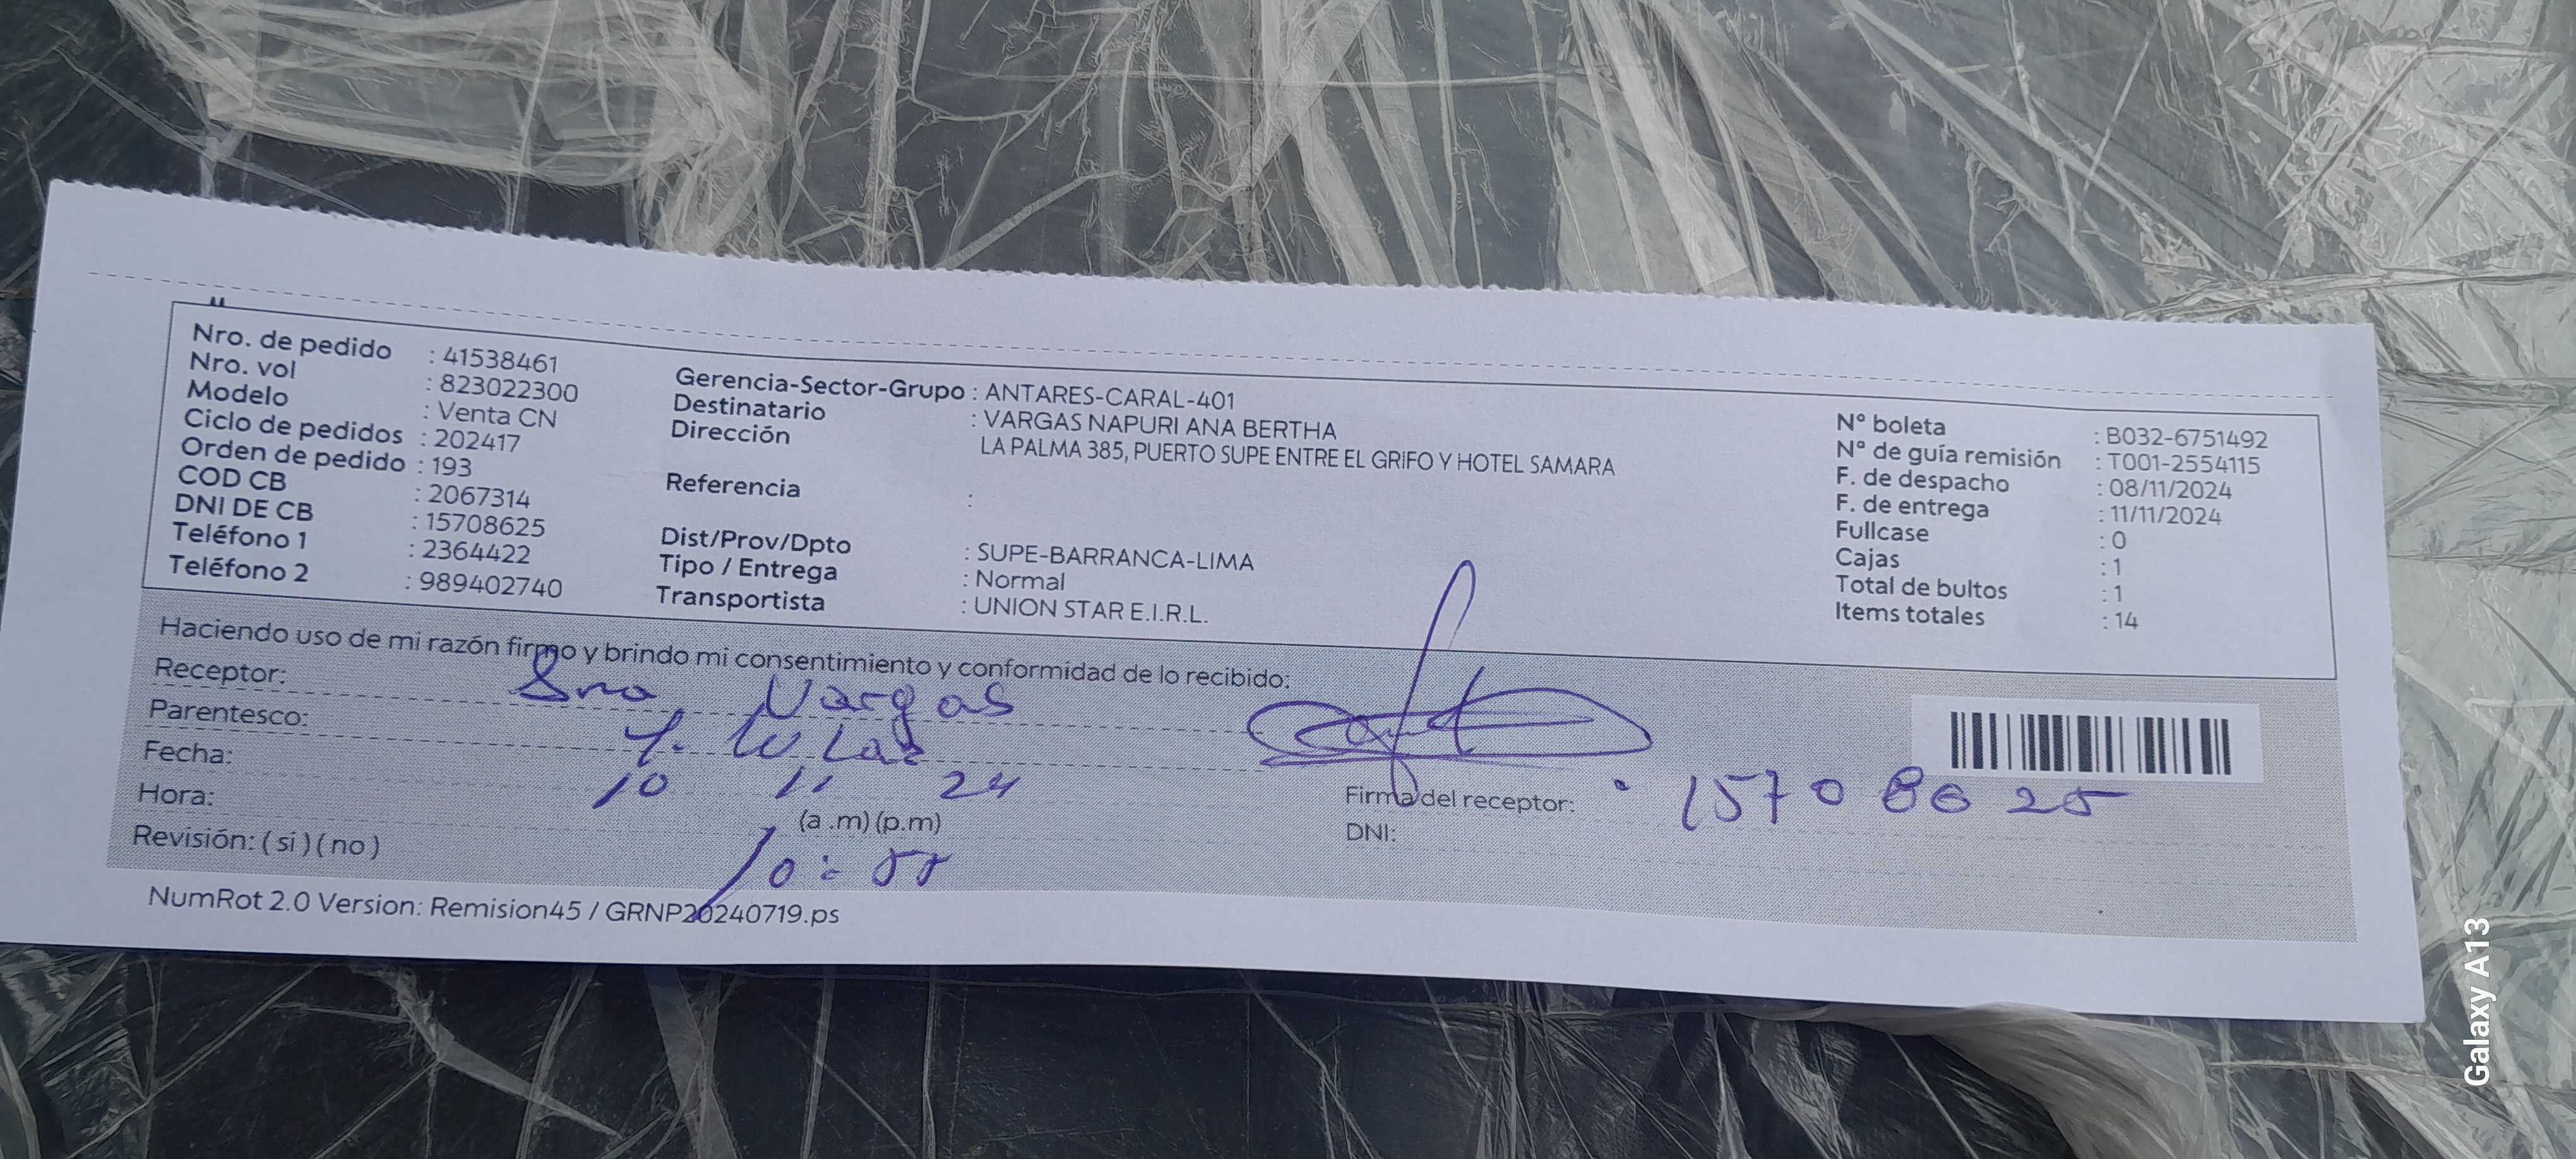 Nro. de pedido : 41538461
Nro. vol : 823022300
Modelo : Venta CN
Ciclo de pedidos : 202417
Orden de pedido : 193
COD CB : 2067314
DNI DE CB : 15708625
Teléfono 1 : 2364422
Teléfono 2 : 989402740
Gerencia-Sector-Grupo : ANTARES-CARAL-401
Destinatario : VARGAS NAPURI ANA BERTHA
Dirección LA PALMA 385, PUERTO SUPE ENTRE EL GRIFO Y HOTEL SAMARA
Referencia :
Dist/Prov/Dpto : SUPE-BARRANCA-LIMA
Tipo / Entrega : Normal
Transportista : UNION STAR E.I.R.L.
N° boleta : B032-6751492
N° de guía remisión : T001-2554115
F. de despacho : 08/11/2024
F. de entrega : 11/11/2024
Fullcase : 0
Cajas : 1
Total de bultos : 1
Items totales : 14
Haciendo uso de mi razón firmo y brindo mi consentimiento y conformidad de lo recibido:
Receptor: Sra Vargas
Parentesco:
Fecha: 10 11 24
Hora: (a .m) (p.m)
10:55
Revisión: ( si ) ( no )
Firma del receptor:
DNI: 15708625
NumRot 2.0 Version: Remision45 / GRNP20240719.ps
Galaxy A13